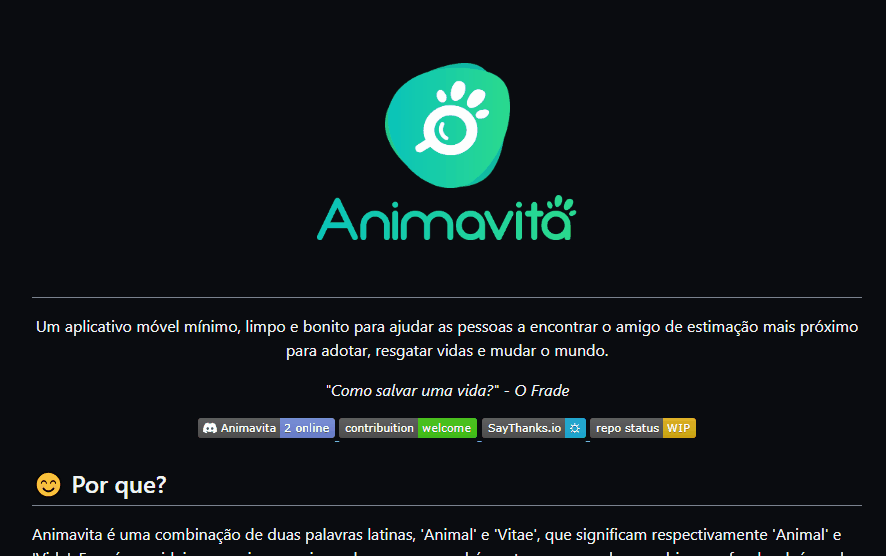 Animavita
Um aplicativo móvel mínimo, limpo e bonito para ajudar as pessoas a encontrar o amigo de estimação mais próximo
para adotar, resgatar vidas e mudar o mundo.
"Como salvar uma vida?" - O Frade
Animavita 2 online contribuition welcome SayThanks.io repo status WIP
😊 Por que?
Animavita é uma combinação de duas palavras latinas, 'Animal' e 'Vitae', que significam respectivamente 'Animal' e